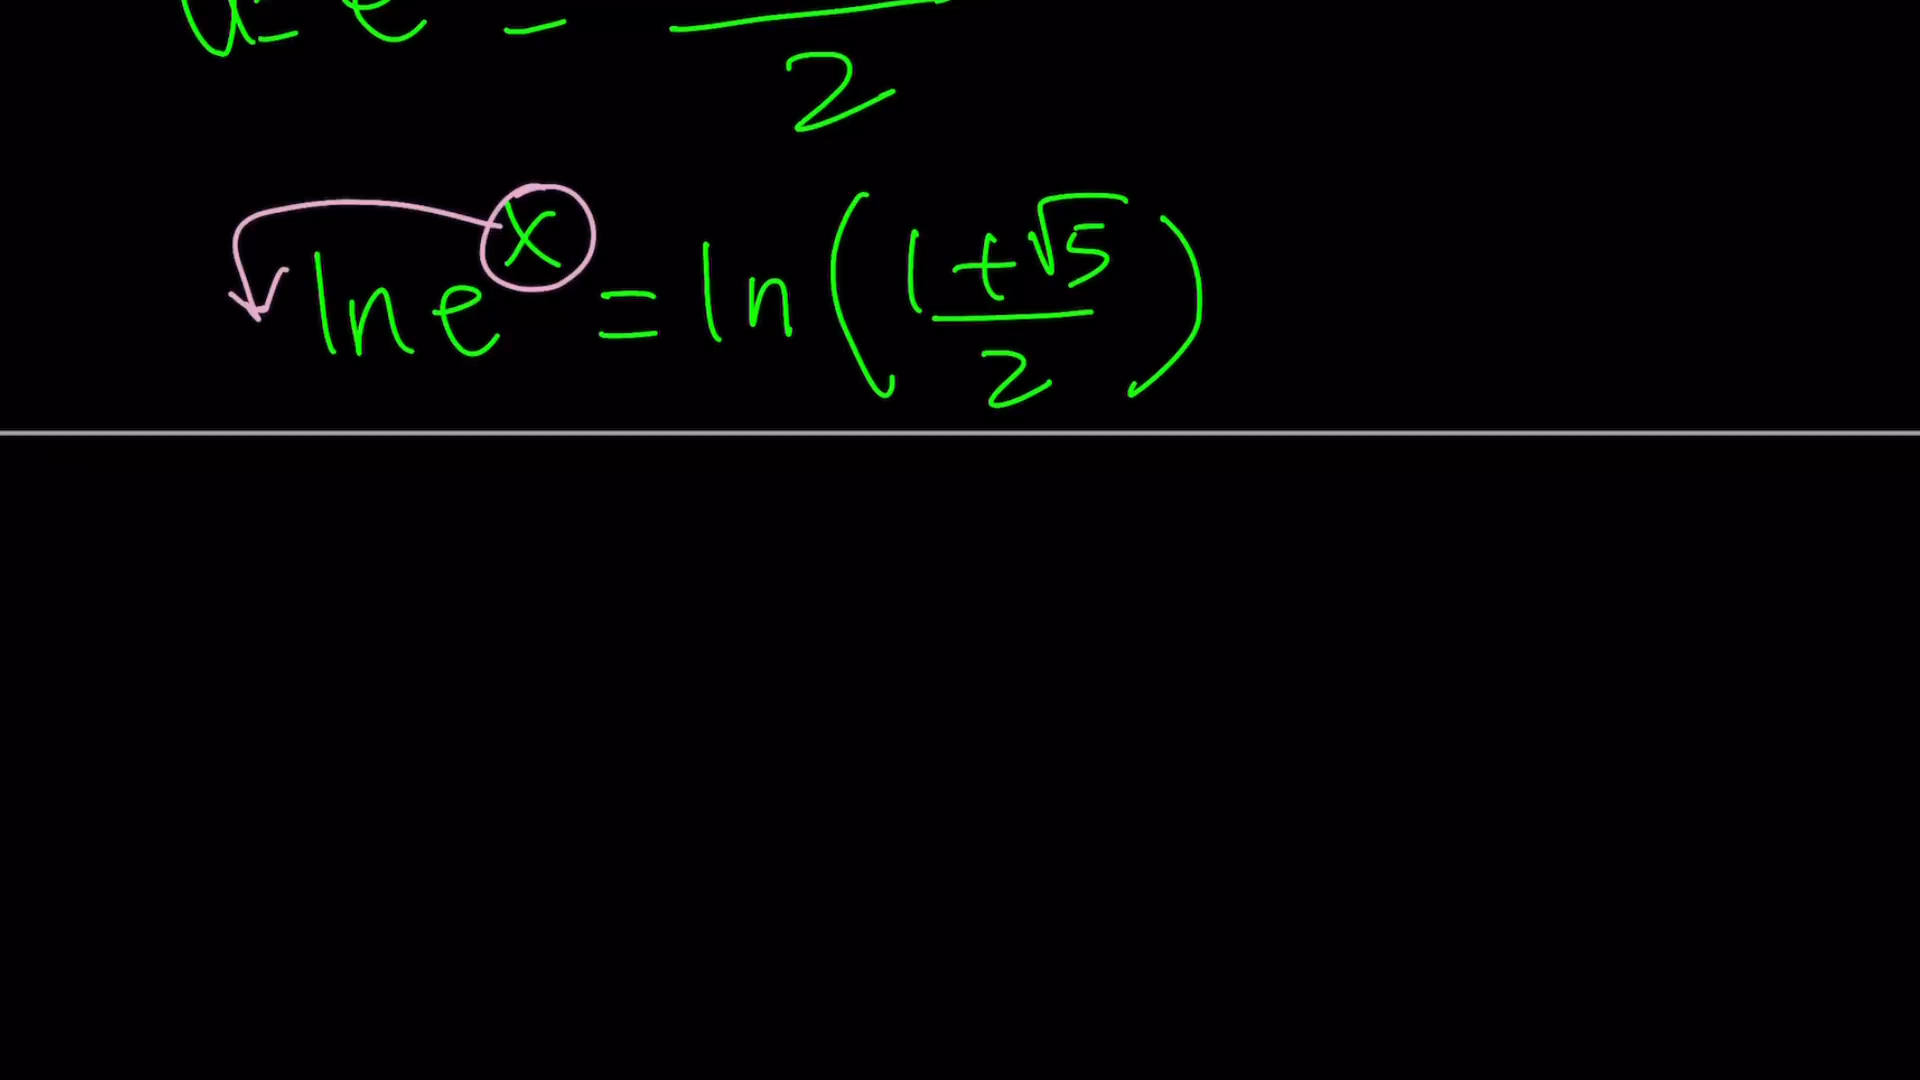 u = e = ─── 2
ln e^x = ln((1+√5)/2)